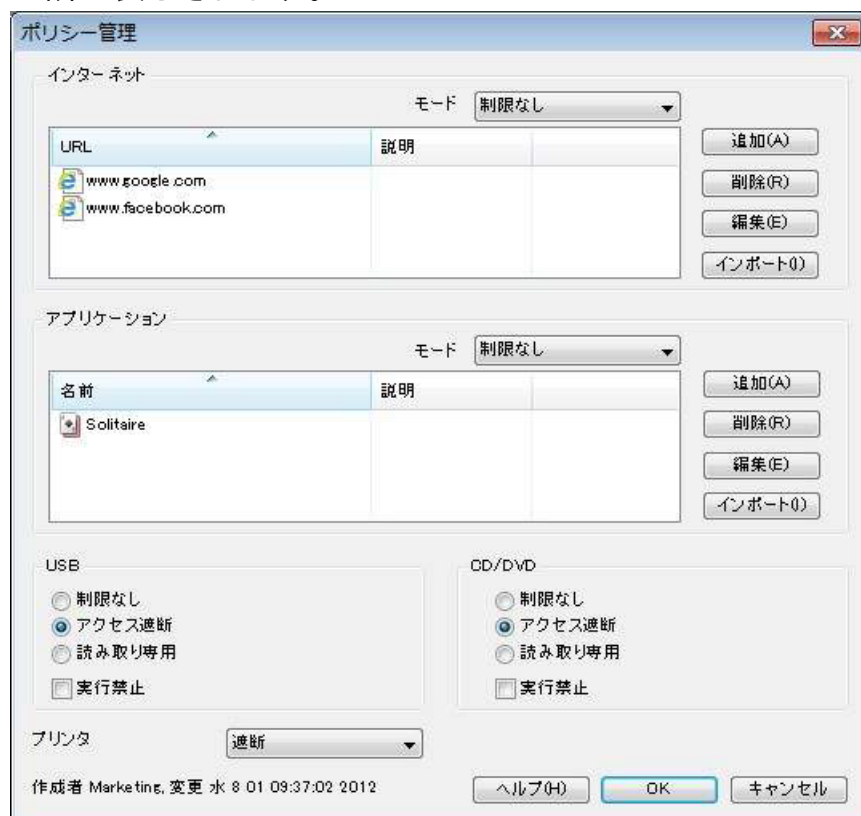 ポリシー管理
インターネット
モード 制限なし
URL 説明
www.google.com
www.facebook.com
追加(A)
削除(R)
編集(E)
インポート(I)
アプリケーション
モード 制限なし
名前 説明
Solitaire
追加(A)
削除(R)
編集(E)
インポート(I)
USB
制限なし
アクセス遮断
読み取り専用
実行禁止
CD/DVD
制限なし
アクセス遮断
読み取り専用
実行禁止
プリンタ 遮断
作成者 Marketing, 変更 水 8 01 09:37:02 2012
ヘルプ(H) OK キャンセル